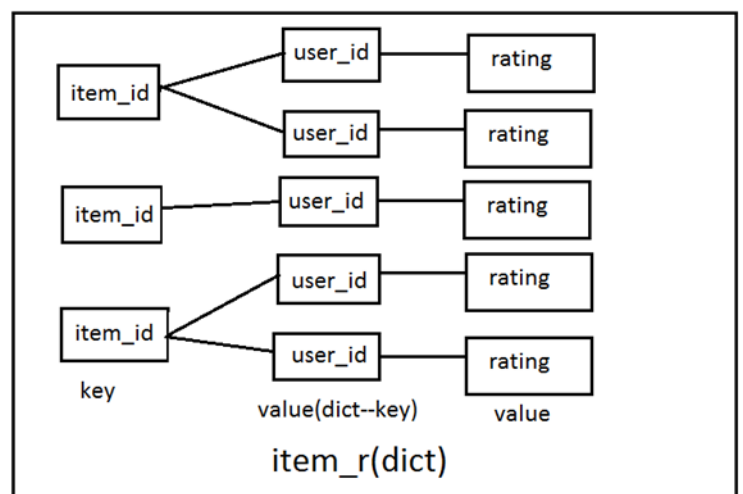 user_id
rating
item_id
user_id
rating
item_id
user_id
rating
user_id
rating
item_id
user_id
rating
key
value(dict--key)
value
item_r(dict)